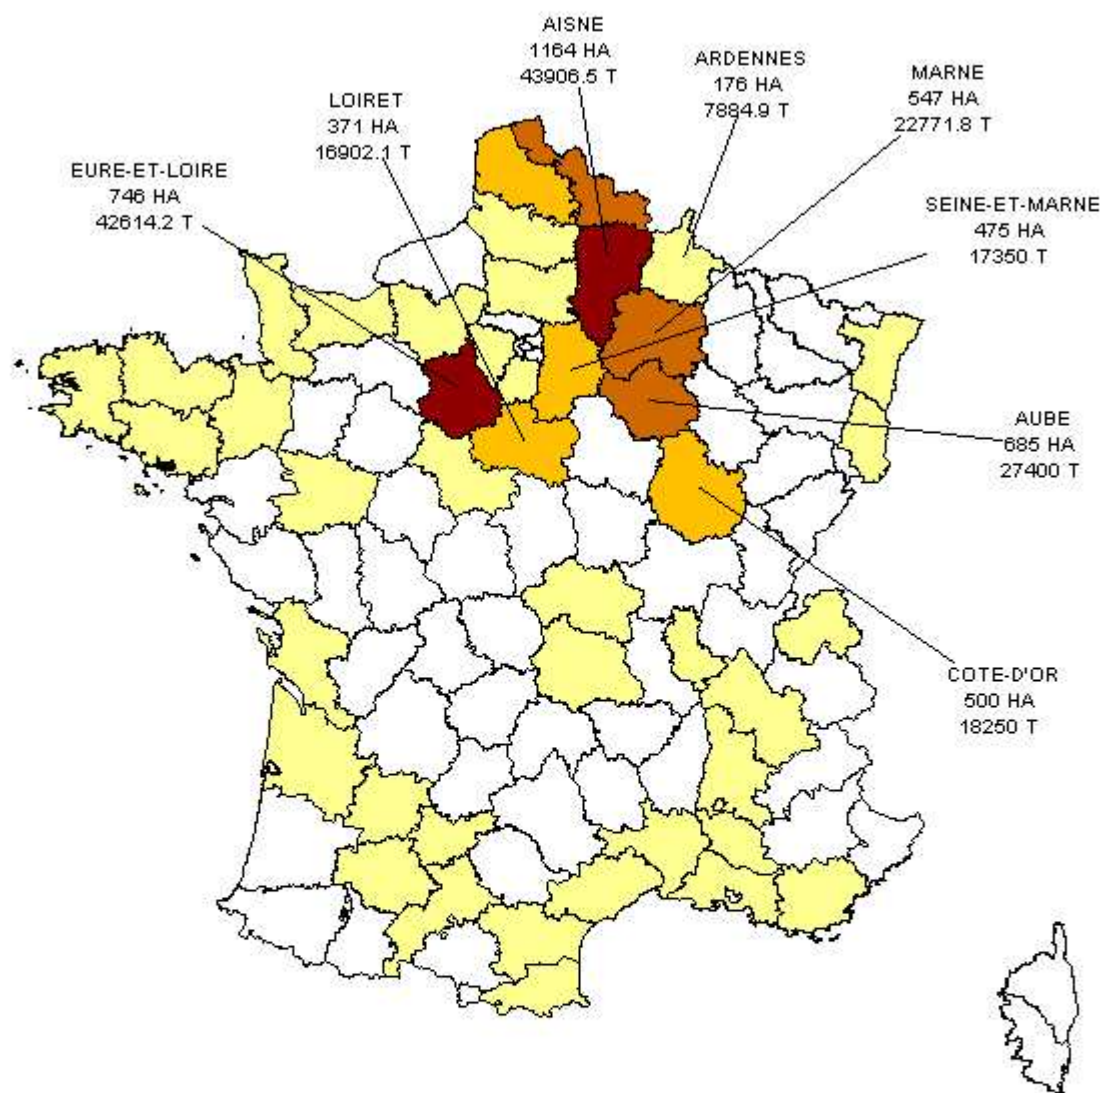 AISNE
1164 HA
43906.5 T
ARDENNES
176 HA
7884.9 T
MARNE
547 HA
22771.8 T
LOIRET
371 HA
16902.1 T
EURE-ET-LOIRE
746 HA
42614.2 T
SEINE-ET-MARNE
475 HA
17350 T
AUBE
685 HA
27400 T
COTE-D'OR
500 HA
18250 T